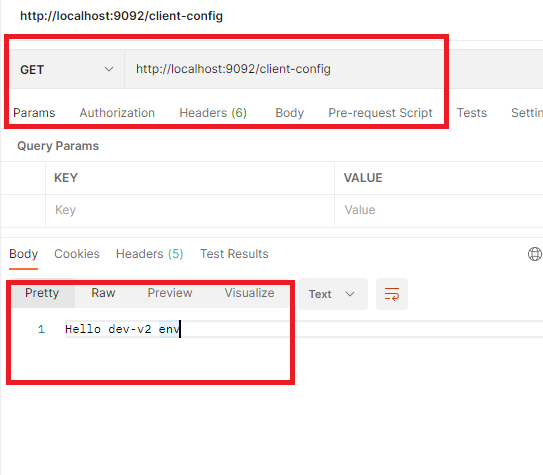 http://localhost:9092/client-config
GET http://localhost:9092/client-config
Params Authorization Headers (6) Body Pre-request Script Tests Settin
Query Params
KEY VALUE
Key Value
Body Cookies Headers (5) Test Results
Pretty Raw Preview Visualize Text
1 Hello dev-v2 env